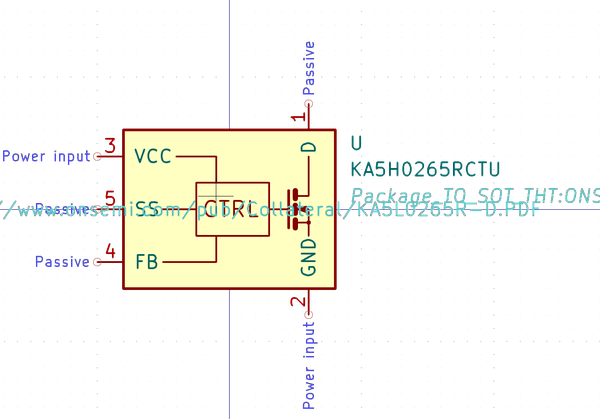 Passive
1
U
3
Power input
VCC
D
KA5H0265RCTU
Package_TO_SOT_THT:ONS
5
Passive
SS
CTRL
//www.onsemi.com/pub/Collateral/KA5L0265R-D.PDF
4
Passive
FB
GND
2
Power input